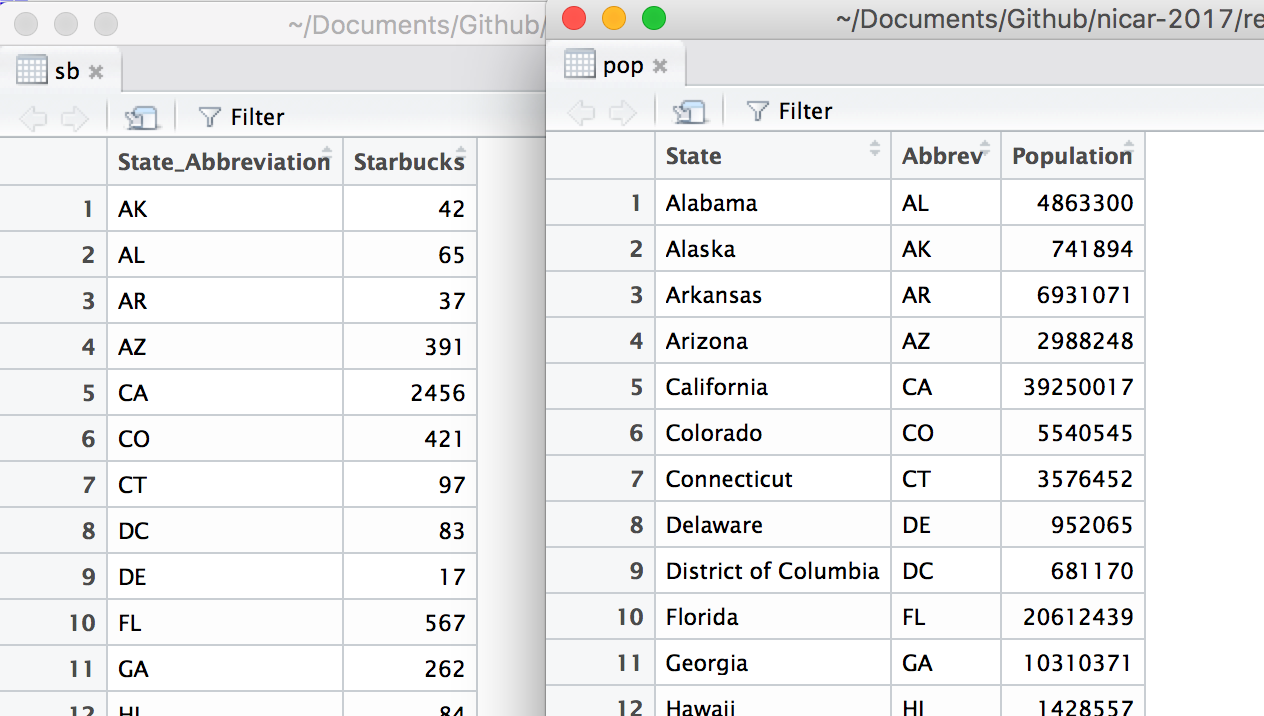 ~/Documents/Github/
sb
Filter
State_Abbreviation Starbucks
1 AK 42
2 AL 65
3 AR 37
4 AZ 391
5 CA 2456
6 CO 421
7 CT 97
8 DC 83
9 DE 17
10 FL 567
11 GA 262
12 HI 84
~/Documents/Github/nicar-2017/re
pop
Filter
State Abbrev Population
1 Alabama AL 4863300
2 Alaska AK 741894
3 Arkansas AR 6931071
4 Arizona AZ 2988248
5 California CA 39250017
6 Colorado CO 5540545
7 Connecticut CT 3576452
8 Delaware DE 952065
9 District of Columbia DC 681170
10 Florida FL 20612439
11 Georgia GA 10310371
12 Hawaii HI 1428557